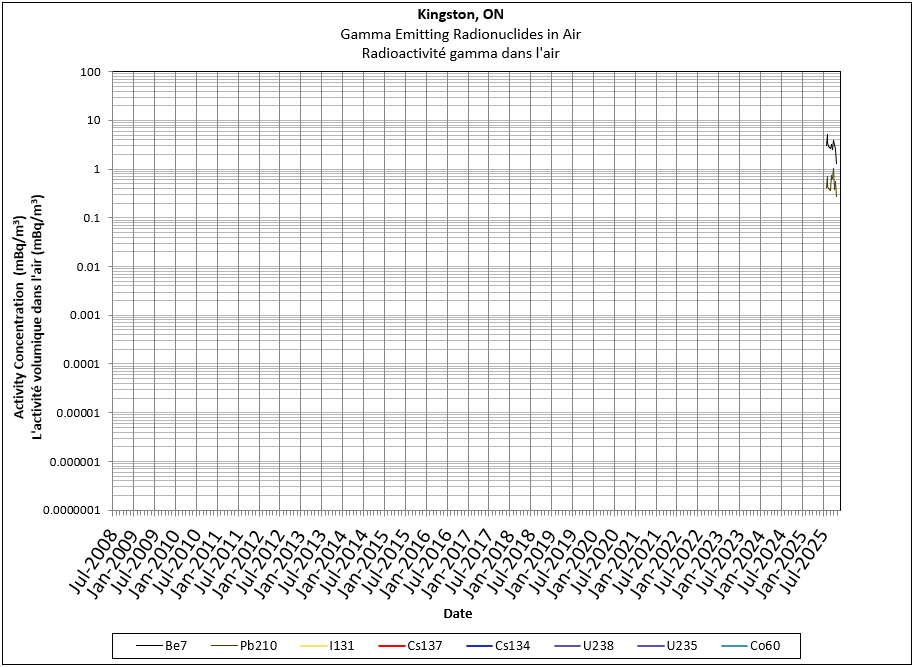 Kingston, ON
Gamma Emitting Radionuclides in Air
Radioactivité gamma dans l'air
100
10
1
0.1
0.01
0.001
0.0001
0.00001
0.000001
0.0000001
Activity Concentration (mBq/m³)
L'activité volumique dans l'air (mBq/m³)
Jul-2008
Jan-2009
Jul-2009
Jan-2010
Jul-2010
Jan-2011
Jul-2011
Jan-2012
Jul-2012
Jan-2013
Jul-2013
Jan-2014
Jul-2014
Jan-2015
Jul-2015
Jan-2016
Jul-2016
Jan-2017
Jul-2017
Jan-2018
Jul-2018
Jan-2019
Jul-2019
Jan-2020
Jul-2020
Jan-2021
Jul-2021
Jan-2022
Jul-2022
Jan-2023
Jul-2023
Jan-2024
Jul-2024
Jan-2025
Jul-2025
Date
Be7 Pb210 I131 Cs137 Cs134 U238 U235 Co60